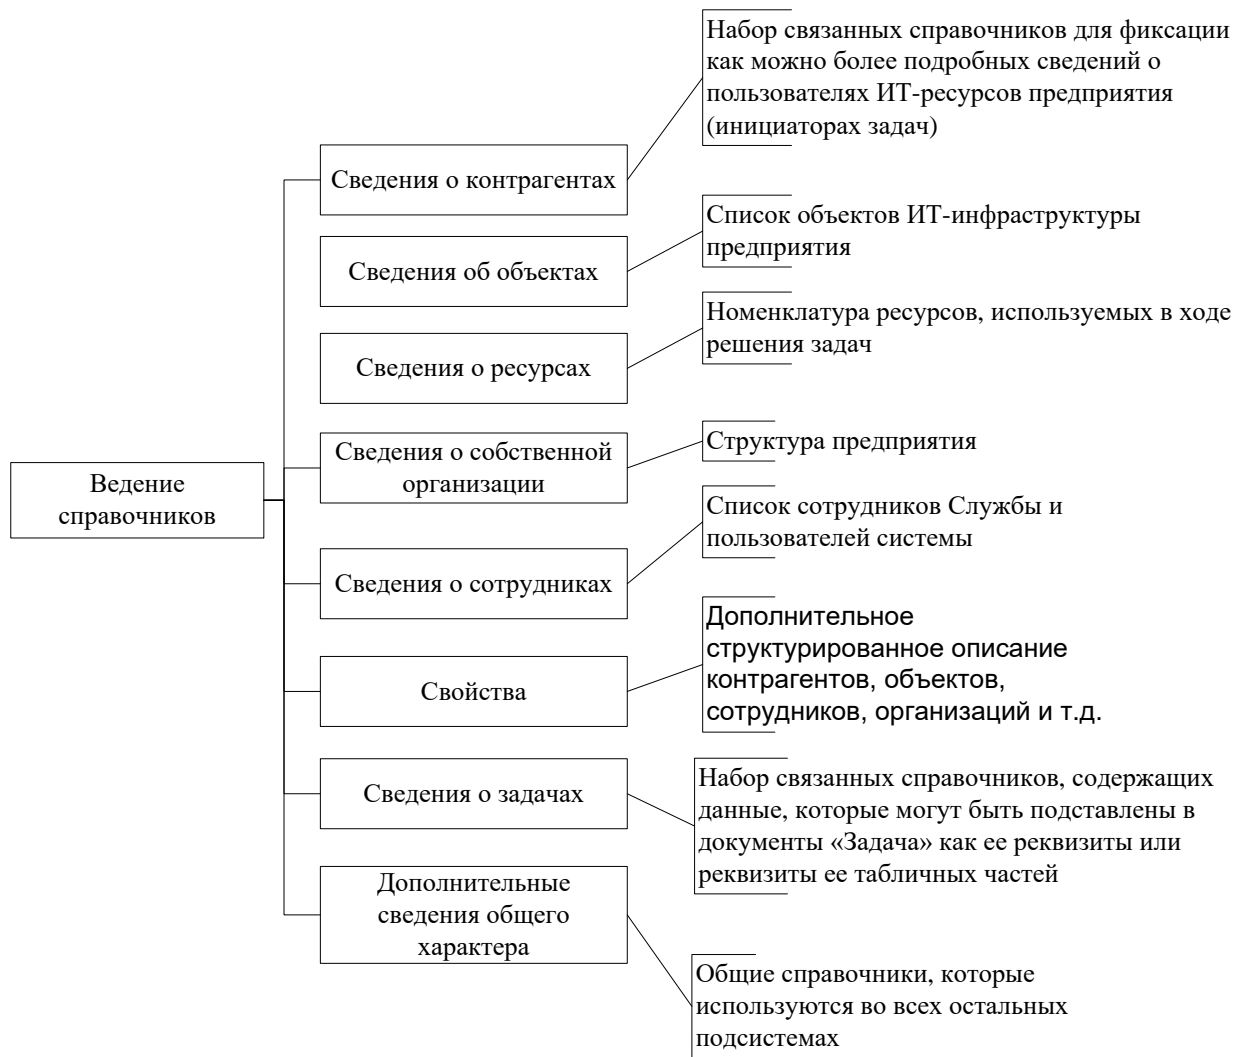 Набор связанных справочников для фиксации
как можно более подробных сведений о
пользователях ИТ-ресурсов предприятия
(инициаторах задач)
Сведения о контрагентах
Список объектов ИТ-инфраструктуры
предприятия
Сведения об объектах
Номенклатура ресурсов, используемых в ходе
решения задач
Сведения о ресурсах
Сведения о собственной
организации
Структура предприятия
Ведение
справочников
Список сотрудников Службы и
пользователей системы
Сведения о сотрудниках
Дополнительное
структурированное описание
контрагентов, объектов,
сотрудников, организаций и т.д.
Свойства
Набор связанных справочников, содержащих
данные, которые могут быть подставлены в
документы «Задача» как ее реквизиты или
реквизиты ее табличных частей
Сведения о задачах
Дополнительные
сведения общего
характера
Общие справочники, которые
используются во всех остальных
подсистемах